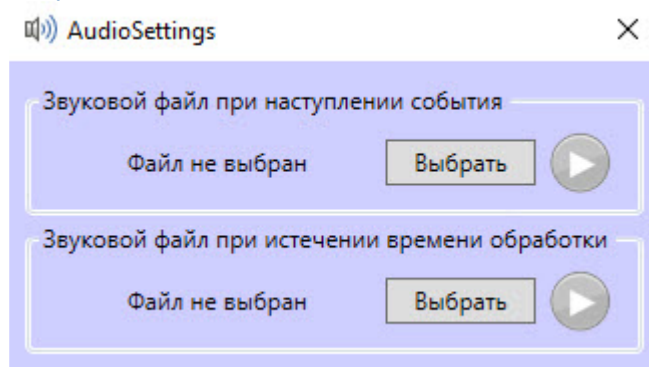 AudioSettings
Звуковой файл при наступлении события
Файл не выбран Выбрать
Звуковой файл при истечении времени обработки
Файл не выбран Выбрать